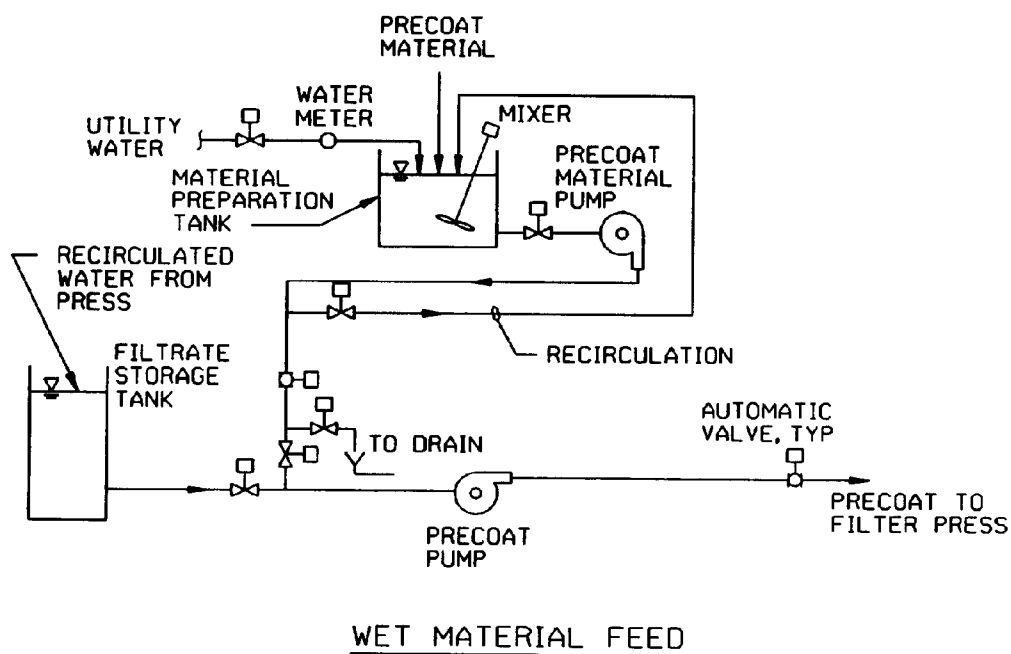 PRECOAT
MATERIAL
WATER
METER
MIXER
UTILITY
WATER
PRECOAT
MATERIAL
PUMP
MATERIAL
PREPARATION
TANK
RECIRCULATED
WATER FROM
PRESS
FILTRATE
STORAGE
TANK
RECIRCULATION
AUTOMATIC
VALVE, TYP
TO DRAIN
PRECOAT TO
FILTER PRESS
PRECOAT
PUMP
WET MATERIAL FEED